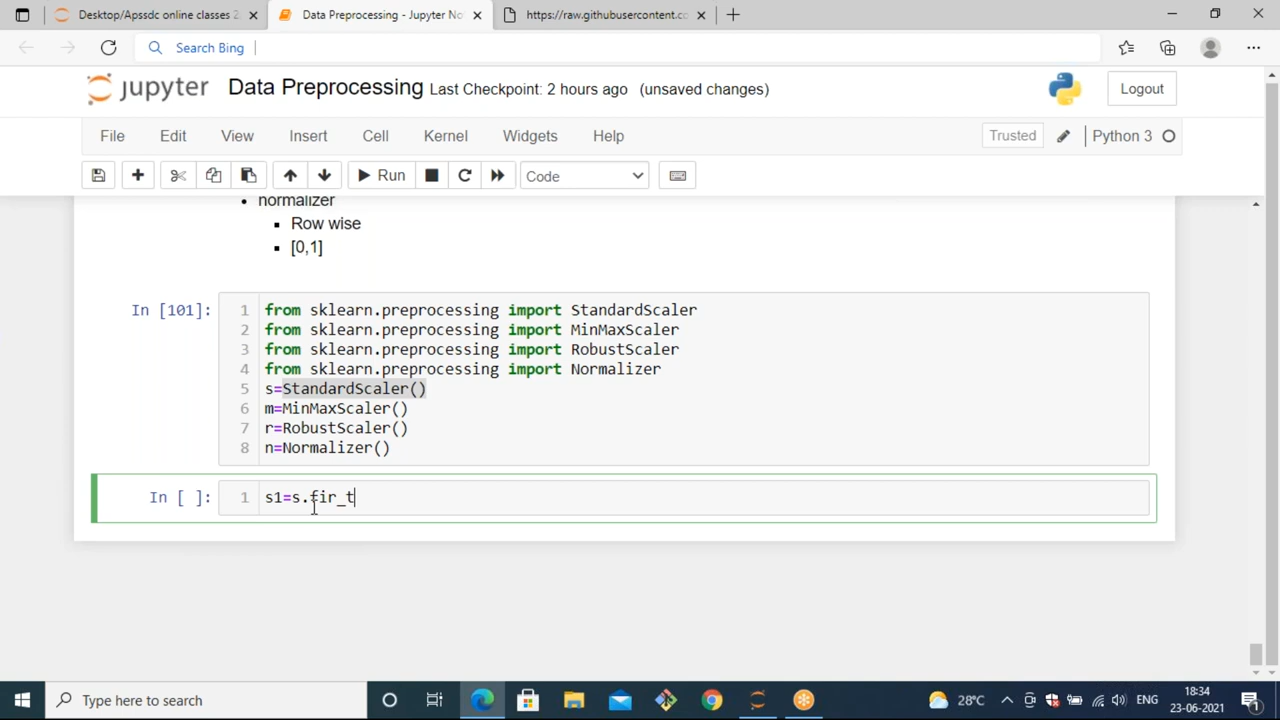 Desktop/Apssdc online classes 2
Data Preprocessing - Jupyter No
https://raw.githubusercontent.co
Search Bing
jupyter Data Preprocessing Last Checkpoint: 2 hours ago (unsaved changes) Logout
File Edit View Insert Cell Kernel Widgets Help Trusted Python 3
Run Code
normalizer
Row wise
[0,1]
In [101]:
1 from sklearn.preprocessing import StandardScaler
2 from sklearn.preprocessing import MinMaxScaler
3 from sklearn.preprocessing import RobustScaler
4 from sklearn.preprocessing import Normalizer
5 s=StandardScaler()
6 m=MinMaxScaler()
7 r=RobustScaler()
8 n=Normalizer()
In [ ]: 1 s1=s.fir_t
Type here to search
28°C ENG 18:34
23-06-2021
1